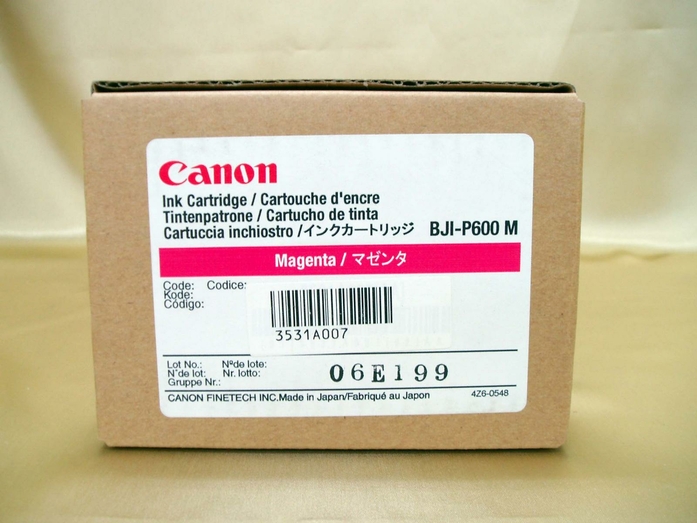 Canon
Ink Cartridge / Cartouche d'encre
Tintenpatrone / Cartucho de tinta
Cartuccia inchiostro /インクカートリッジ BJI-P600 M
Magenta / マゼンタ
Code: Codice:
Kode:
Código:
3531A007
Lot No.: Nºde lote:
N°de lot: Nr. lotto:
Gruppe Nr.:
06E199
CANON FINETECH INC.Made in Japan/Fabriqué au Japon 4Z6-0548